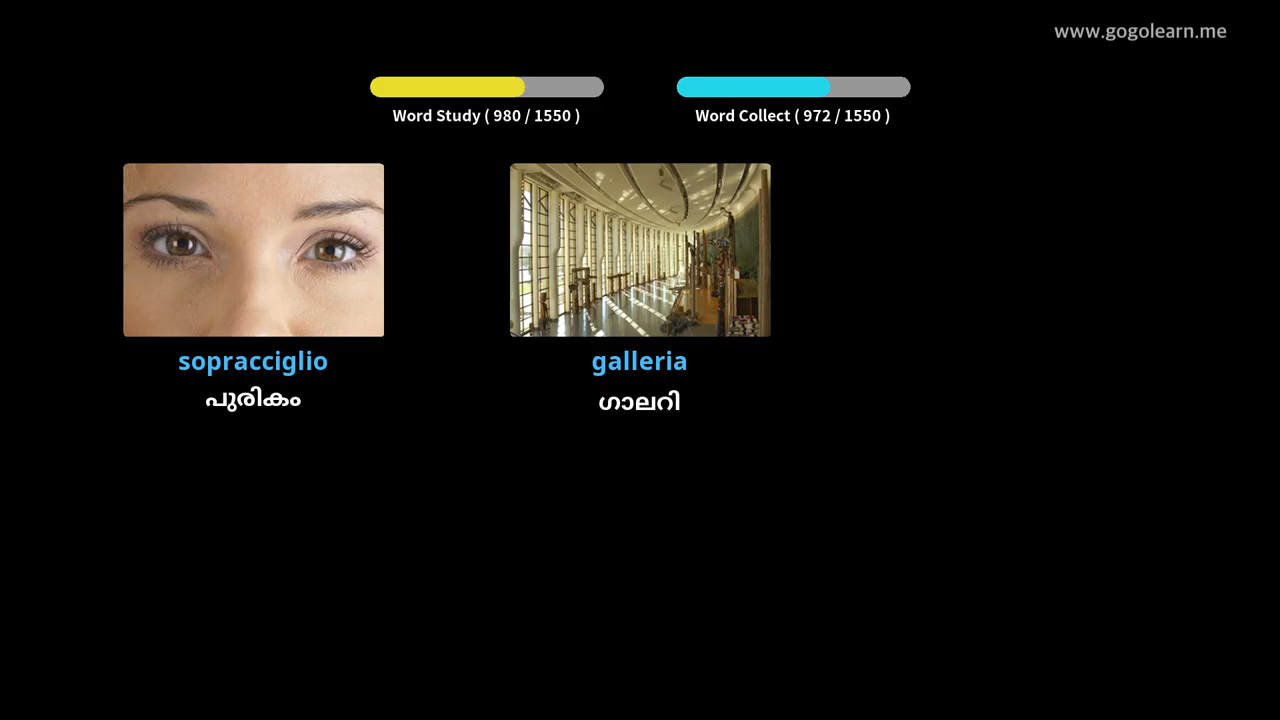 www.gogolearn.me
Word Study ( 980 / 1550 )
Word Collect ( 972 / 1550 )
sopracciglio
പുരികം
galleria
ഗാലറി